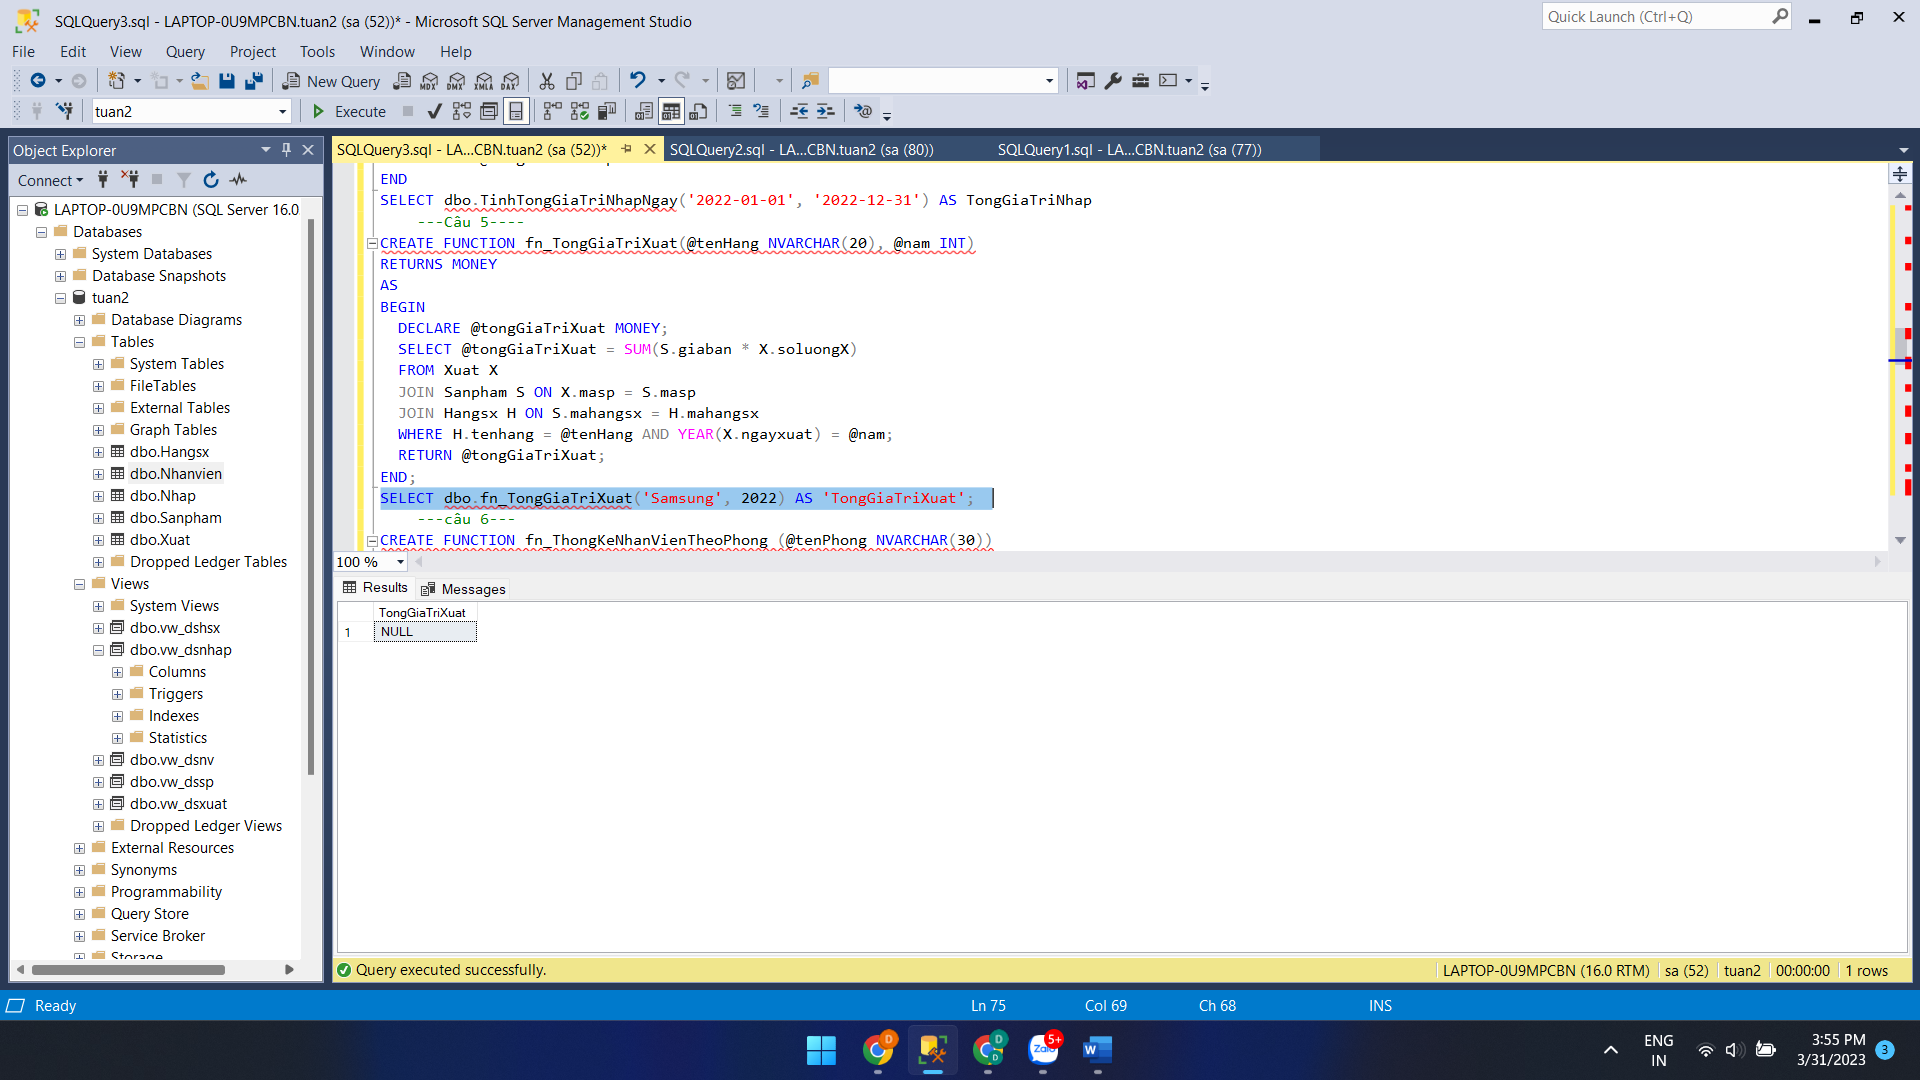 SQLQuery3.sql - LAPTOP-0U9MPCBN.tuan2 (sa (52))* - Microsoft SQL Server Management Studio
Quick Launch (Ctrl+Q)
File Edit View Query Project Tools Window Help
New Query
MDX DMX XMLA DAX
tuan2
Execute
Object Explorer
Connect
LAPTOP-0U9MPCBN (SQL Server 16.0
Databases
System Databases
Database Snapshots
tuan2
Database Diagrams
Tables
System Tables
FileTables
External Tables
Graph Tables
dbo.Hangsx
dbo.Nhanvien
dbo.Nhap
dbo.Sanpham
dbo.Xuat
Dropped Ledger Tables
Views
System Views
dbo.vw_dshsx
dbo.vw_dsnhap
Columns
Triggers
Indexes
Statistics
dbo.vw_dsnv
dbo.vw_dssp
dbo.vw_dsxuat
Dropped Ledger Views
External Resources
Synonyms
Programmability
Query Store
Service Broker
Storage
SQLQuery3.sql - LA...CBN.tuan2 (sa (52))*
SQLQuery2.sql - LA...CBN.tuan2 (sa (80))
SQLQuery1.sql - LA...CBN.tuan2 (sa (77))
END
SELECT dbo.TinhTongGiaTriNhapNgay('2022-01-01', '2022-12-31') AS TongGiaTriNhap
---Câu 5----
CREATE FUNCTION fn_TongGiaTriXuat(@tenHang NVARCHAR(20), @nam INT)
RETURNS MONEY
AS
BEGIN
DECLARE @tongGiaTriXuat MONEY;
SELECT @tongGiaTriXuat = SUM(S.giaban * X.soluongX)
FROM Xuat X
JOIN Sanpham S ON X.masp = S.masp
JOIN Hangsx H ON S.mahangsx = H.mahangsx
WHERE H.tenhang = @tenHang AND YEAR(X.ngayxuat) = @nam;
RETURN @tongGiaTriXuat;
END;
SELECT dbo.fn_TongGiaTriXuat('Samsung', 2022) AS 'TongGiaTriXuat';
---câu 6---
CREATE FUNCTION fn_ThongKeNhanVienTheoPhong (@tenPhong NVARCHAR(30))
100 %
Results Messages
TongGiaTriXuat
1 NULL
Query executed successfully.
LAPTOP-0U9MPCBN (16.0 RTM) sa (52) tuan2 00:00:00 1 rows
Ready
Ln 75 Col 69 Ch 68 INS
D
D
D
Zalo
5+
W
ENG
IN
3:55 PM
3/31/2023
3